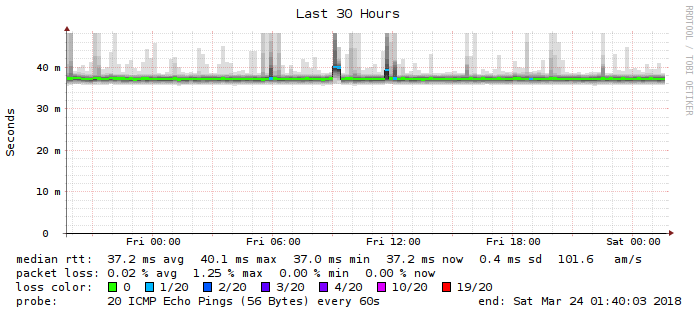 Last 30 Hours
RRDTOOL / TOBI OETIKER
Seconds
40 m
30 m
20 m
10 m
0
Fri 00:00 Fri 06:00 Fri 12:00 Fri 18:00 Sat 00:00
median rtt: 37.2 ms avg 40.1 ms max 37.0 ms min 37.2 ms now 0.4 ms sd 101.6 am/s
packet loss: 0.02 % avg 1.25 % max 0.00 % min 0.00 % now
loss color: 0 1/20 2/20 3/20 4/20 10/20 19/20
probe: 20 ICMP Echo Pings (56 Bytes) every 60s end: Sat Mar 24 01:40:03 2018